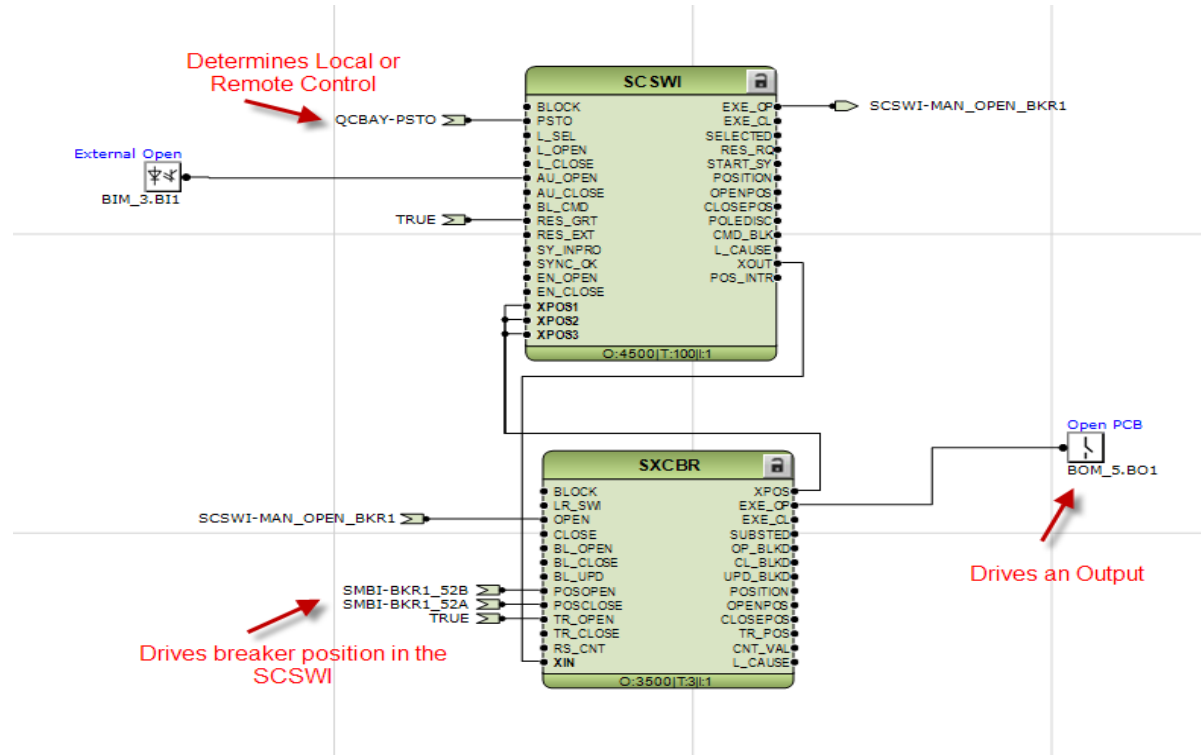 Determines Local or
Remote Control
QCBAY-PSTO
External Open
BIM_3.BI1
TRUE
SCSWI
BLOCK EXE_OP
PSTO EXE_CL
L_SEL SELECTED
L_OPEN RES_RQ
L_CLOSE START_SY
AU_OPEN POSITION
AU_CLOSE OPENPOS
BL_CMD CLOSEPOS
RES_GRT POLEDISC
RES_EXT CMD_BLK
SY_INPRO L_CAUSE
SYNC_OK XOUT
EN_OPEN POS_INTR
EN_CLOSE
XPOS1
XPOS2
XPOS3
O:4500|T:100|I:1
SCSWI-MAN_OPEN_BKR1
Open PCB
BOM_5.BO1
Drives an Output
SXCBR
BLOCK XPOS
LR_SWI EXE_OP
OPEN EXE_CL
CLOSE SUBSTED
BL_OPEN OP_BLKD
BL_CLOSE CL_BLKD
BL_UPD UPD_BLKD
POSOPEN POSITION
POSCLOSE OPENPOS
TR_OPEN CLOSEPOS
TR_CLOSE TR_POS
RS_CNT CNT_VAL
XIN L_CAUSE
O:3500|T:3|I:1
SCSWI-MAN_OPEN_BKR1
SMBI-BKR1_52B
SMBI-BKR1_52A
TRUE
Drives breaker position in the
SCSWI